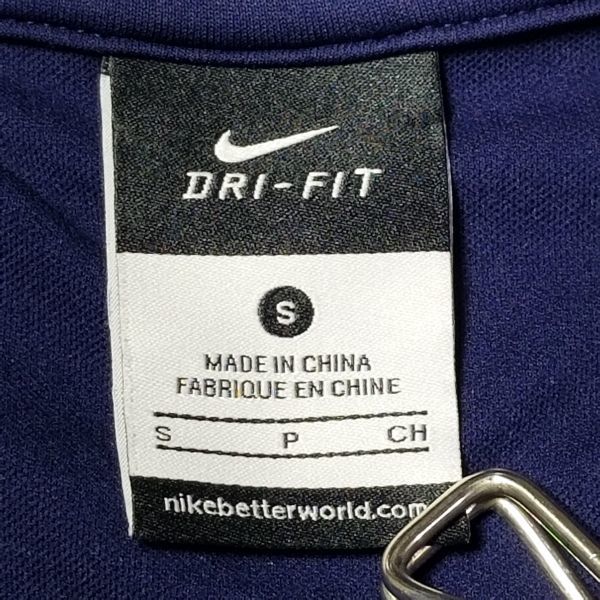 DRI-FIT
S
MADE IN CHINA
FABRIQUE EN CHINE
S P CH
nikebetterworld.com